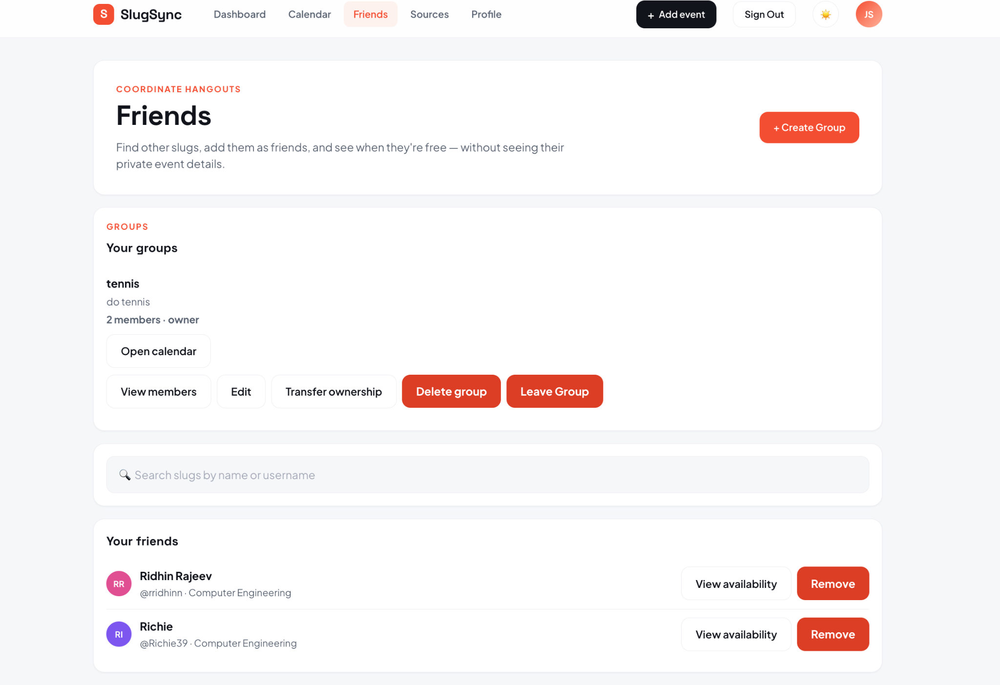 S SlugSync Dashboard Calendar Friends Sources Profile + Add event Sign Out JS
COORDINATE HANGOUTS
Friends
Find other slugs, add them as friends, and see when they're free — without seeing their
private event details.
+ Create Group
GROUPS
Your groups
tennis
do tennis
2 members · owner
Open calendar
View members Edit Transfer ownership Delete group Leave Group
Search slugs by name or username
Your friends
RR Ridhin Rajeev
@rridhinn · Computer Engineering
View availability Remove
RI Richie
@Richie39 · Computer Engineering
View availability Remove